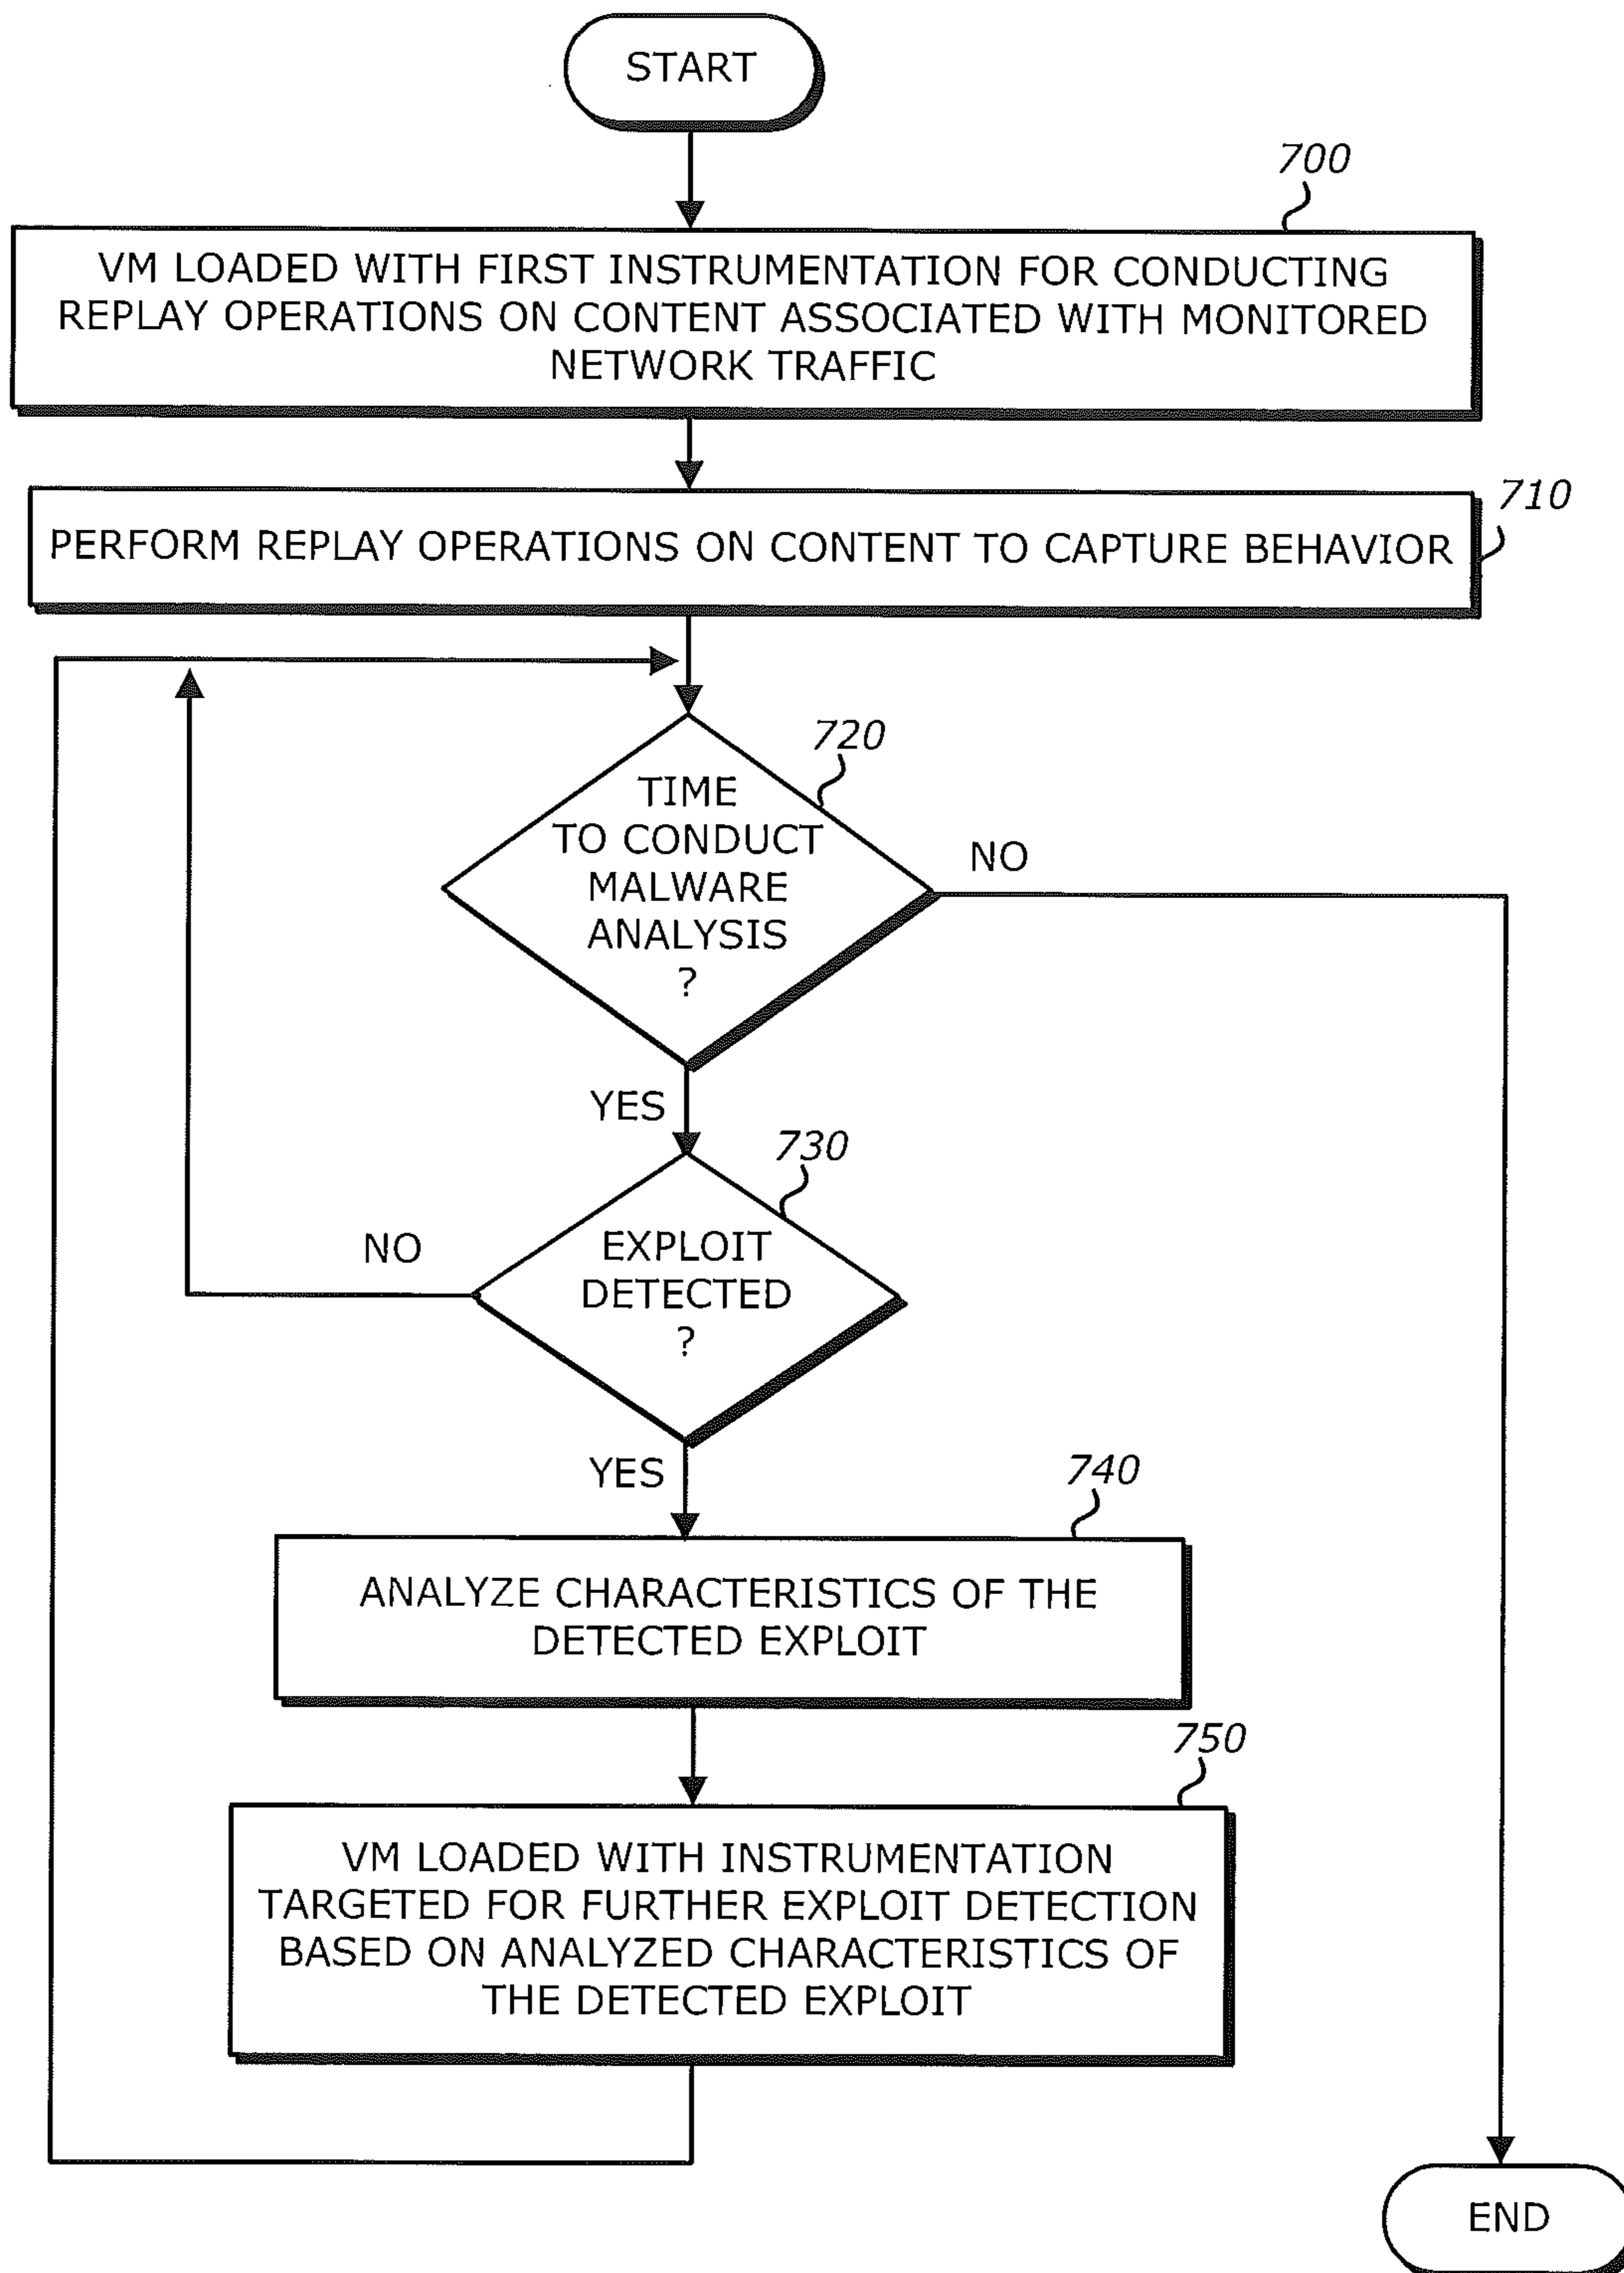 START
700
VM LOADED WITH FIRST INSTRUMENTATION FOR CONDUCTING
REPLAY OPERATIONS ON CONTENT ASSOCIATED WITH MONITORED
NETWORK TRAFFIC
710
PERFORM REPLAY OPERATIONS ON CONTENT TO CAPTURE BEHAVIOR
720
TIME
TO CONDUCT
MALWARE
ANALYSIS
?
NO
YES
730
EXPLOIT
DETECTED
?
NO
YES
740
ANALYZE CHARACTERISTICS OF THE
DETECTED EXPLOIT
750
VM LOADED WITH INSTRUMENTATION
TARGETED FOR FURTHER EXPLOIT DETECTION
BASED ON ANALYZED CHARACTERISTICS OF
THE DETECTED EXPLOIT
END